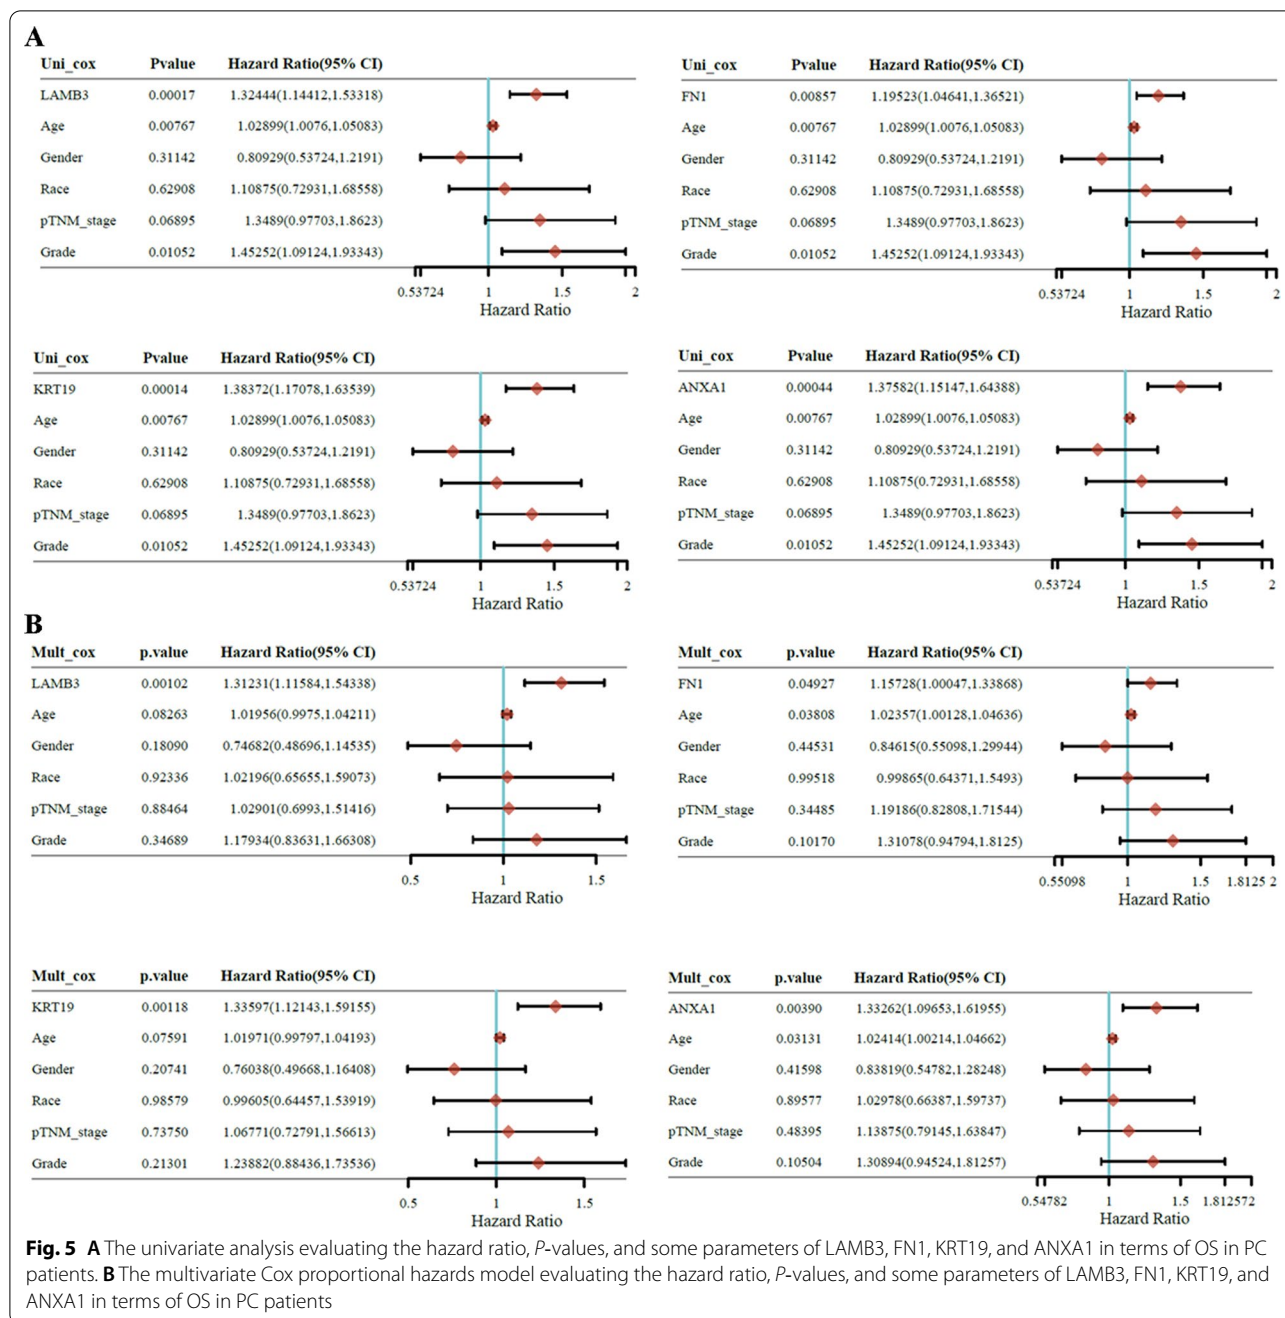 A
Uni_cox Pvalue Hazard Ratio(95% CI)
LAMB3 0.00017 1.32444(1.14412,1.53318)
Age 0.00767 1.02899(1.0076,1.05083)
Gender 0.31142 0.80929(0.53724,1.2191)
Race 0.62908 1.10875(0.72931,1.68558)
pTNM_stage 0.06895 1.3489(0.97703,1.8623)
Grade 0.01052 1.45252(1.09124,1.93343)
0.53724 1 1.5 2
Hazard Ratio
Uni_cox Pvalue Hazard Ratio(95% CI)
FN1 0.00857 1.19523(1.04641,1.36521)
Age 0.00767 1.02899(1.0076,1.05083)
Gender 0.31142 0.80929(0.53724,1.2191)
Race 0.62908 1.10875(0.72931,1.68558)
pTNM_stage 0.06895 1.3489(0.97703,1.8623)
Grade 0.01052 1.45252(1.09124,1.93343)
0.53724 1 1.5 2
Hazard Ratio
Uni_cox Pvalue Hazard Ratio(95% CI)
KRT19 0.00014 1.38372(1.17078,1.63539)
Age 0.00767 1.02899(1.0076,1.05083)
Gender 0.31142 0.80929(0.53724,1.2191)
Race 0.62908 1.10875(0.72931,1.68558)
pTNM_stage 0.06895 1.3489(0.97703,1.8623)
Grade 0.01052 1.45252(1.09124,1.93343)
0.53724 1 1.5 2
Hazard Ratio
Uni_cox Pvalue Hazard Ratio(95% CI)
ANXA1 0.00044 1.37582(1.15147,1.64388)
Age 0.00767 1.02899(1.0076,1.05083)
Gender 0.31142 0.80929(0.53724,1.2191)
Race 0.62908 1.10875(0.72931,1.68558)
pTNM_stage 0.06895 1.3489(0.97703,1.8623)
Grade 0.01052 1.45252(1.09124,1.93343)
0.53724 1 1.5 2
Hazard Ratio
B
Mult_cox p.value Hazard Ratio(95% CI)
LAMB3 0.00102 1.31231(1.11584,1.54338)
Age 0.08263 1.01956(0.9975,1.04211)
Gender 0.18090 0.74682(0.48696,1.14535)
Race 0.92336 1.02196(0.65655,1.59073)
pTNM_stage 0.88464 1.02901(0.6993,1.51416)
Grade 0.34689 1.17934(0.83631,1.66308)
0.5 1 1.5
Hazard Ratio
Mult_cox p.value Hazard Ratio(95% CI)
FN1 0.04927 1.15728(1.00047,1.33868)
Age 0.03808 1.02357(1.00128,1.04636)
Gender 0.44531 0.84615(0.55098,1.29944)
Race 0.99518 0.99865(0.64371,1.5493)
pTNM_stage 0.34485 1.19186(0.82808,1.71544)
Grade 0.10170 1.31078(0.94794,1.8125)
0.55098 1 1.5 1.8125 2
Hazard Ratio
Mult_cox p.value Hazard Ratio(95% CI)
KRT19 0.00118 1.33597(1.12143,1.59155)
Age 0.07591 1.01971(0.99797,1.04193)
Gender 0.20741 0.76038(0.49668,1.16408)
Race 0.98579 0.99605(0.64457,1.53919)
pTNM_stage 0.73750 1.06771(0.72791,1.56613)
Grade 0.21301 1.23882(0.88436,1.73536)
0.5 1 1.5
Hazard Ratio
Mult_cox p.value Hazard Ratio(95% CI)
ANXA1 0.00390 1.33262(1.09653,1.61955)
Age 0.03131 1.02414(1.00214,1.04662)
Gender 0.41598 0.83819(0.54782,1.28248)
Race 0.89577 1.02978(0.66387,1.59737)
pTNM_stage 0.48395 1.13875(0.79145,1.63847)
Grade 0.10504 1.30894(0.94524,1.81257)
0.54782 1 1.5 1.812572
Hazard Ratio
Fig. 5 A The univariate analysis evaluating the hazard ratio, P-values, and some parameters of LAMB3, FN1, KRT19, and ANXA1 in terms of OS in PC
patients. B The multivariate Cox proportional hazards model evaluating the hazard ratio, P-values, and some parameters of LAMB3, FN1, KRT19, and
ANXA1 in terms of OS in PC patients